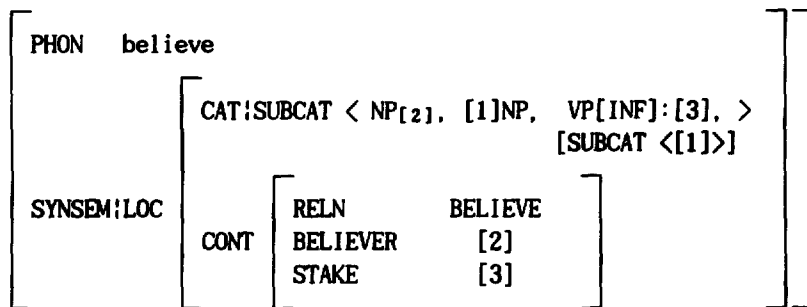 PHON believe
CAT¦SUBCAT < NP[2], [1]NP, VP[INF]:[3], >
[SUBCAT <[1]>]
SYNSEM¦LOC
RELN BELIEVE
CONT BELIEVER [2]
STAKE [3]